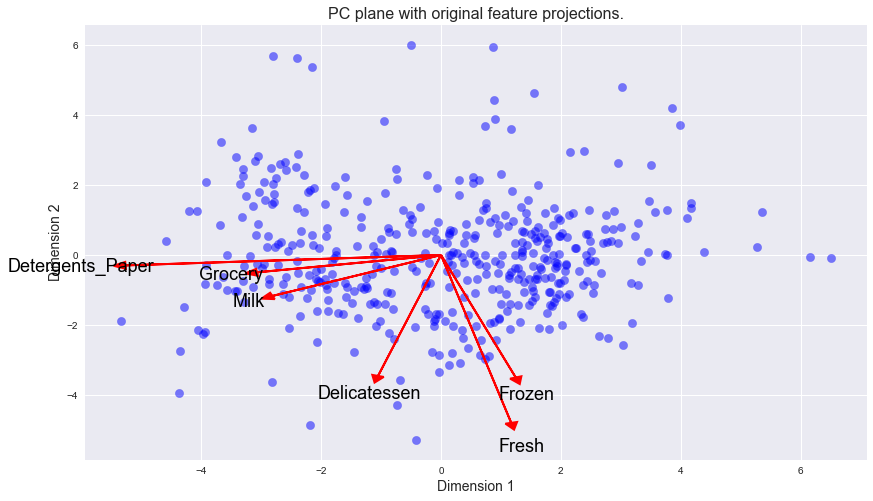 PC plane with original feature projections.
6
4
2
0
−2
−4
Dimension 2
Detergents_Paper
Grocery
Milk
Delicatessen
Frozen
Fresh
−4
−2
0
2
4
6
Dimension 1